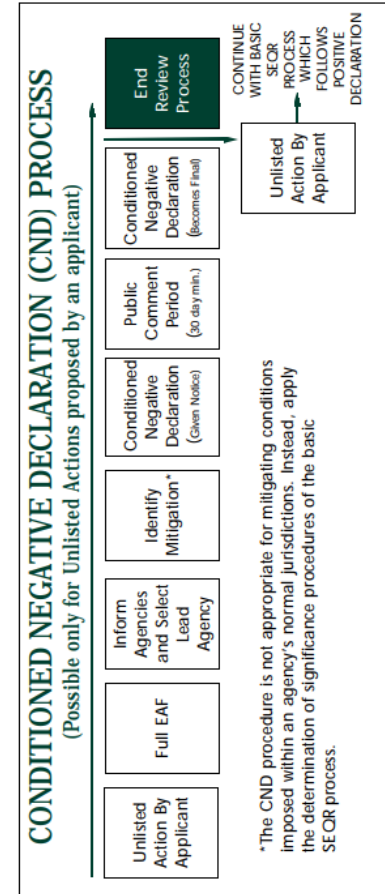 CONDITIONED NEGATIVE DECLARATION (CND) PROCESS
(Possible only for Unlisted Actions proposed by an applicant)
Unlisted
Action By
Applicant
Full EAF
Inform
Agencies
and Select
Lead
Agency
Identify
Mitigation*
Conditioned
Negative
Declaration
(Given Notice)
Public
Comment
Period
(30 day min.)
Conditioned
Negative
Declaration
(Becomes Final)
End
Review
Process
Unlisted
Action By
Applicant
CONTINUE
WITH BASIC
SEQR
PROCESS
WHICH
FOLLOWS
POSITIVE
DECLARATION
*The CND procedure is not appropriate for mitigating conditions
imposed within an agency's normal jurisdictions. Instead, apply
the determination of significance procedures of the basic
SEQR process.